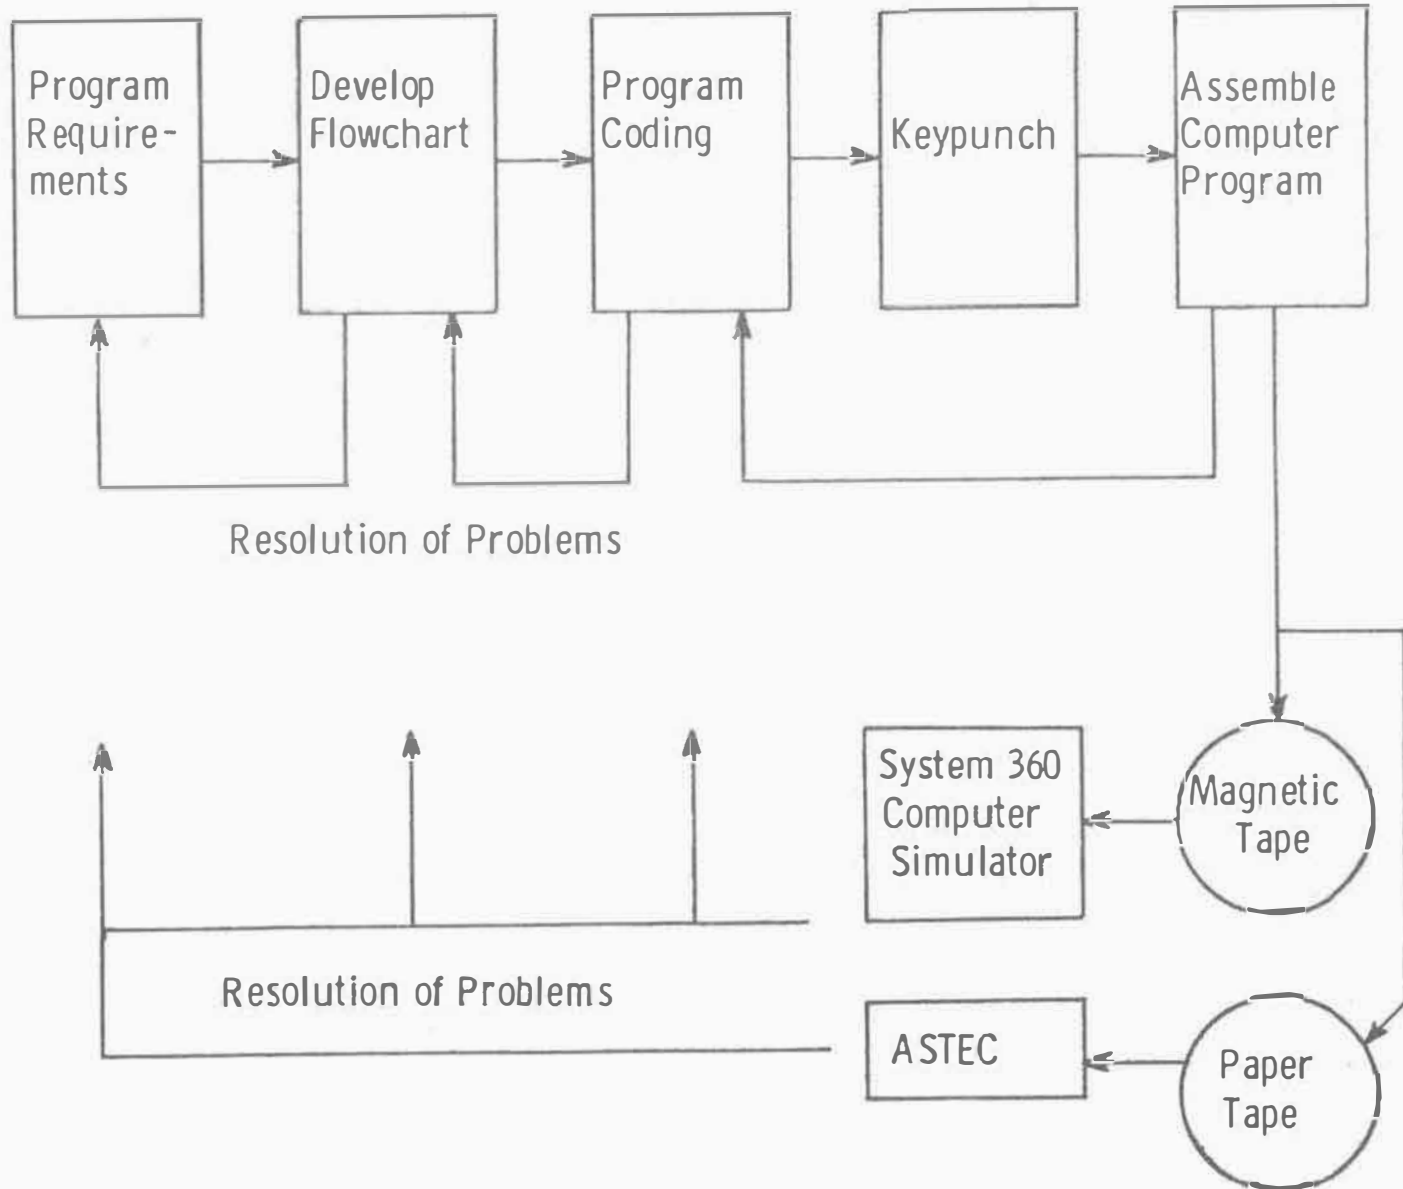 Program
Require-
ments
Develop
Flowchart
Program
Coding
Keypunch
Assemble
Computer
Program
Resolution of Problems
System 360
Computer
Simulator
Magnetic
Tape
Resolution of Problems
ASTEC
Paper
Tape